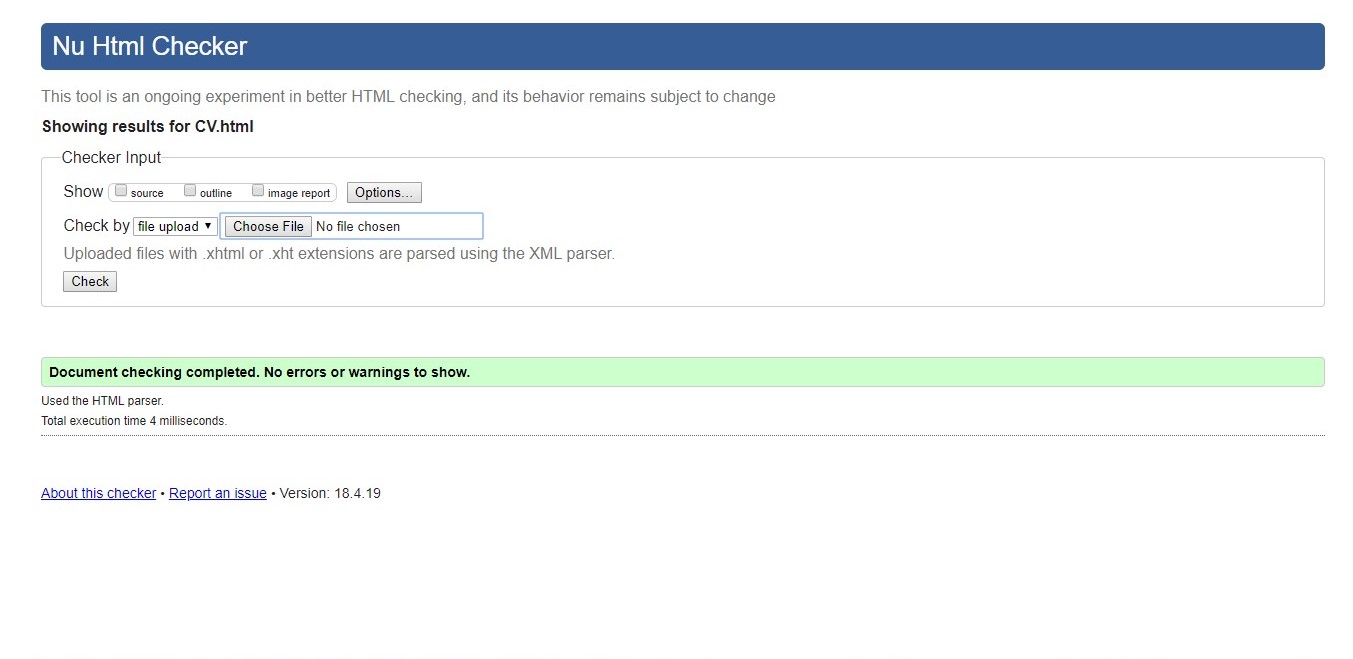 Nu Html Checker
This tool is an ongoing experiment in better HTML checking, and its behavior remains subject to change
Showing results for CV.html
Checker Input
Show source outline image report Options...
Check by file upload Choose File No file chosen
Uploaded files with .xhtml or .xht extensions are parsed using the XML parser.
Check
Document checking completed. No errors or warnings to show.
Used the HTML parser.
Total execution time 4 milliseconds.
About this checker • Report an issue • Version: 18.4.19